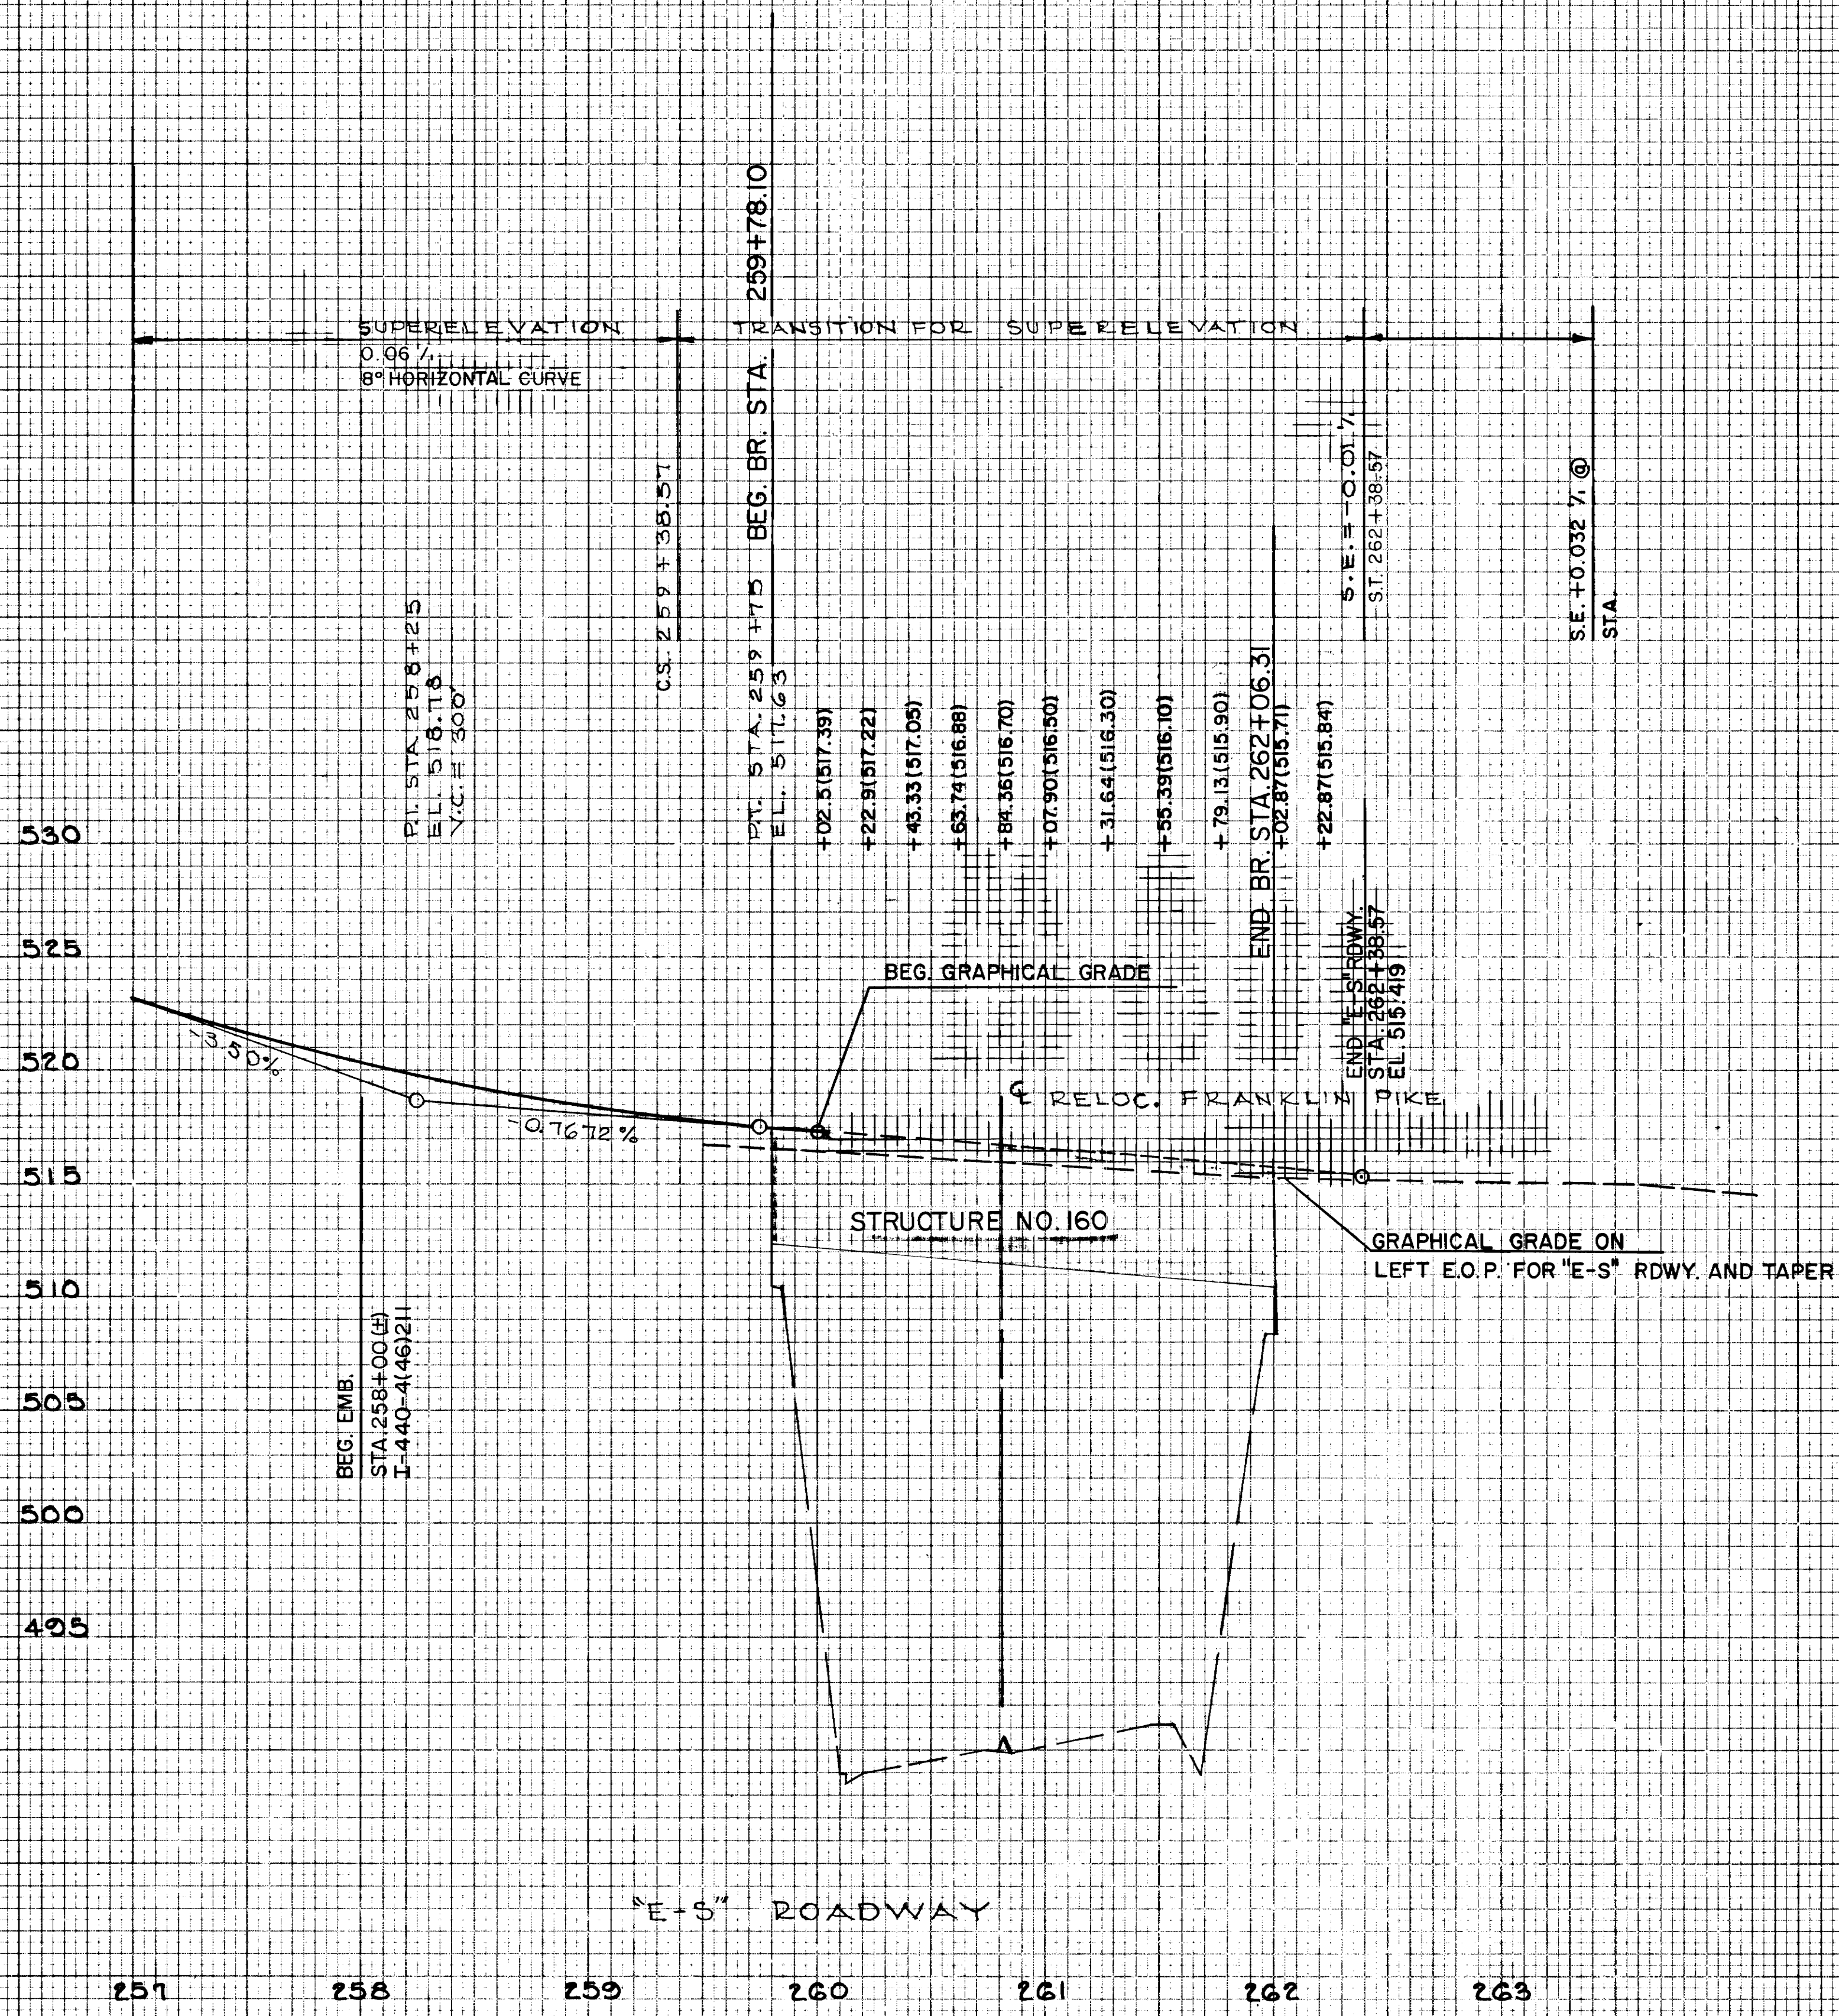 259+78.10
BEG. BR. STA.
SUPERELEVATION
0.06 '/.
8° HORIZONTAL CURVE
TRANSITION FOR SUPERELEVATION
C.S. 259+38.57
S.E. = -0.01 '/.
S.T. 262+38.57
S.E. +0.032 '/. @
STA.
P.I. STA. 258+25
EL. 518.78
V.C. = 300'
P.T. STA. 259+75
EL. 517.63
+02.5(517.39)
+22.91(517.22)
+43.33(517.05)
+63.74(516.88)
+84.36(516.70)
+07.90(516.50)
+31.64(516.30)
+55.39(516.10)
+79.13(515.90)
END BR. STA. 262+06.31
+02.87(515.71)
+22.87(515.84)
530
525
520
515
510
505
500
495
BEG. GRAPHICAL GRADE
END "E-S" RDWY.
STA. 262+38.57
EL. 515.419
-3.50%
-0.7672%
℄ RELOC. FRANKLIN PIKE
STRUCTURE NO. 160
GRAPHICAL GRADE ON
LEFT E.O.P. FOR "E-S" RDWY. AND TAPER
BEG. EMB.
STA. 258+00(±)
I-440-4(46)211
"E-S" ROADWAY
257 258 259 260 261 262 263